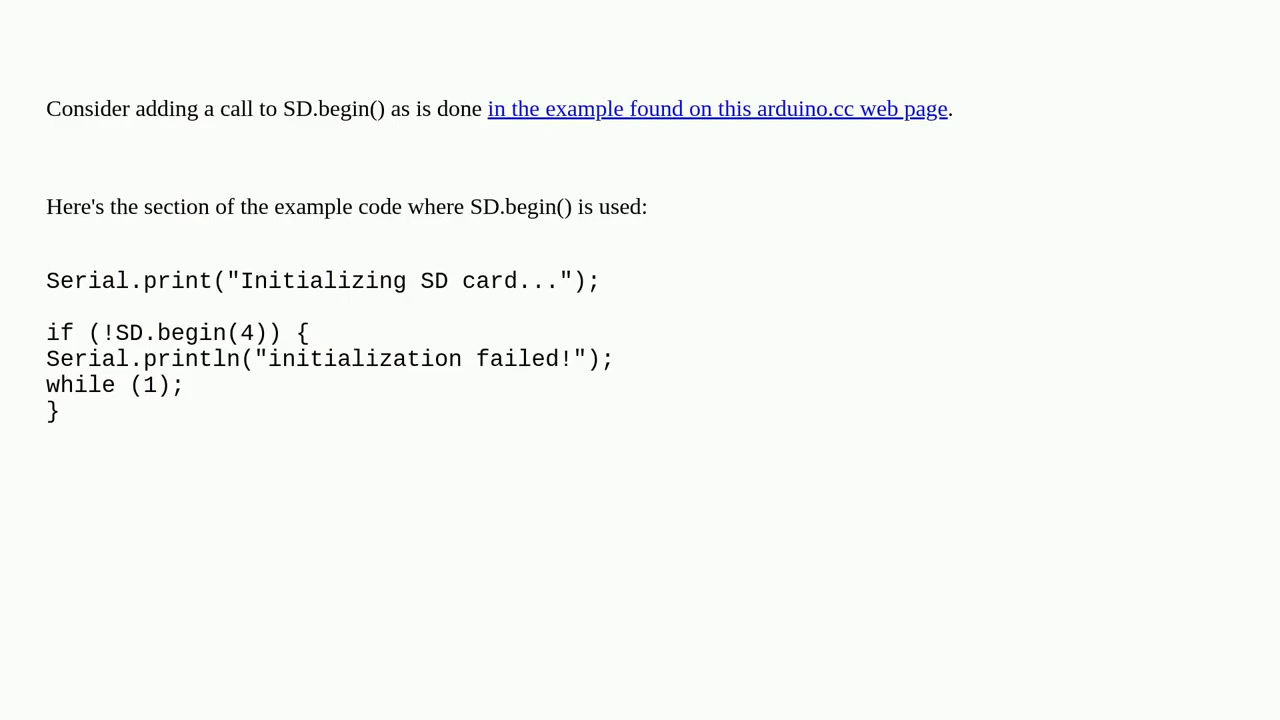 Consider adding a call to SD.begin() as is done in the example found on this arduino.cc web page.
Here's the section of the example code where SD.begin() is used:
Serial.print("Initializing SD card...");
if (!SD.begin(4)) {
Serial.println("initialization failed!");
while (1);
}